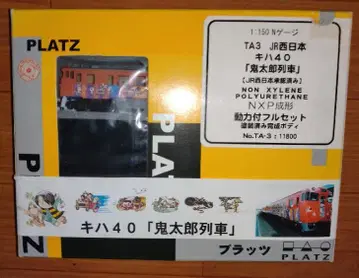 PLATZ
1:150 Nゲージ
TA3 JR西日本
キハ40
「鬼太郎列車」
【JR西日本承認済み】
NON XYLENE
POLYURETHANE
NXP成形
動力付フルセット
塗装済み完成ボディ
No.TA-3:11800
PLATZ
P
Z
キハ40「鬼太郎列車」
プラッツ
PLATZ